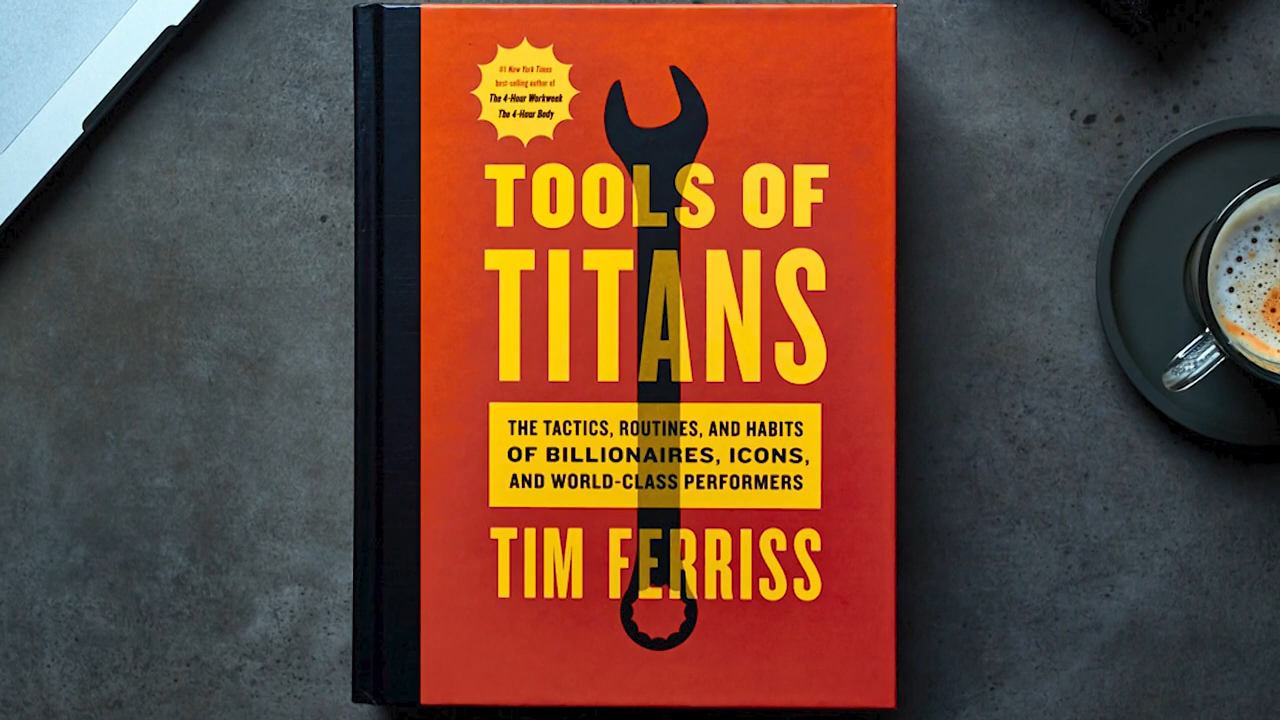 #1 New York Times
best-selling author of
The 4-Hour Workweek
The 4-Hour Body
TOOLS OF
TITANS
THE TACTICS, ROUTINES, AND HABITS
OF BILLIONAIRES, ICONS,
AND WORLD-CLASS PERFORMERS
TIM FERRISS